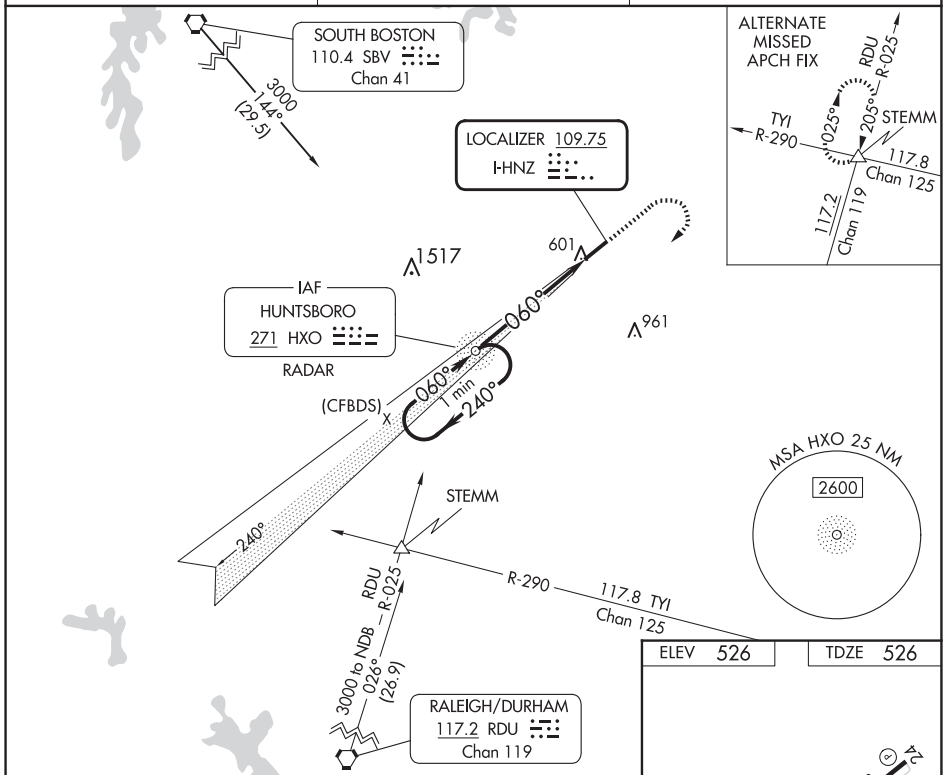 SOUTH BOSTON
110.4 SBV
Chan 41
3000
144°
(29.5)
LOCALIZER 109.75
I-HNZ
ALTERNATE
MISSED
APCH FIX
RDU
R-025
TYI
R-290
025°
205°
STEMM
117.8
Chan 125
117.2
Chan 119
1517
601
961
IAF
HUNTSBORO
271 HXO
RADAR
060°
060°
1 min
240°
(CFBDS)
X
240°
MSA HXO 25 NM
2600
STEMM
RDU
R-025
R-290
117.8 TYI
Chan 125
3000 to NDB
026°
(26.9)
RALEIGH/DURHAM
117.2 RDU
Chan 119
ELEV 526
TDZE 526
P
24